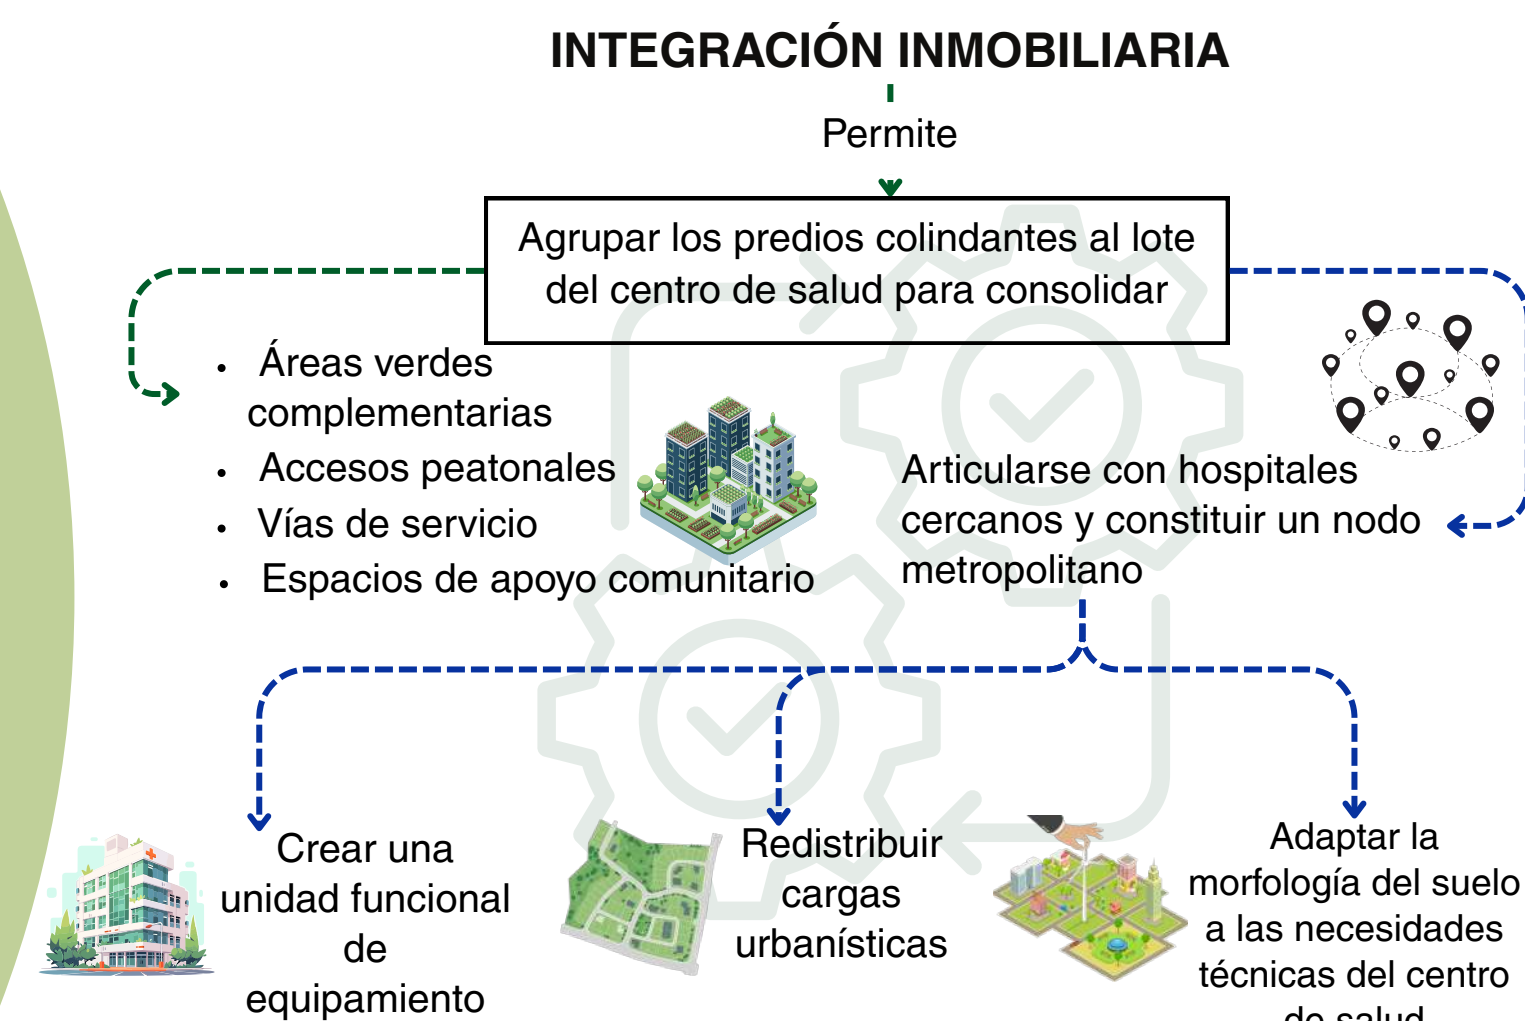 INTEGRACIÓN INMOBILIARIA
Permite
Agrupar los predios colindantes al lote
del centro de salud para consolidar
• Áreas verdes
complementarias
• Accesos peatonales
• Vías de servicio
• Espacios de apoyo comunitario
Articularse con hospitales
cercanos y constituir un nodo
metropolitano
Crear una
unidad funcional
de
equipamiento
Redistribuir
cargas
urbanísticas
Adaptar la
morfología del suelo
a las necesidades
técnicas del centro
de salud